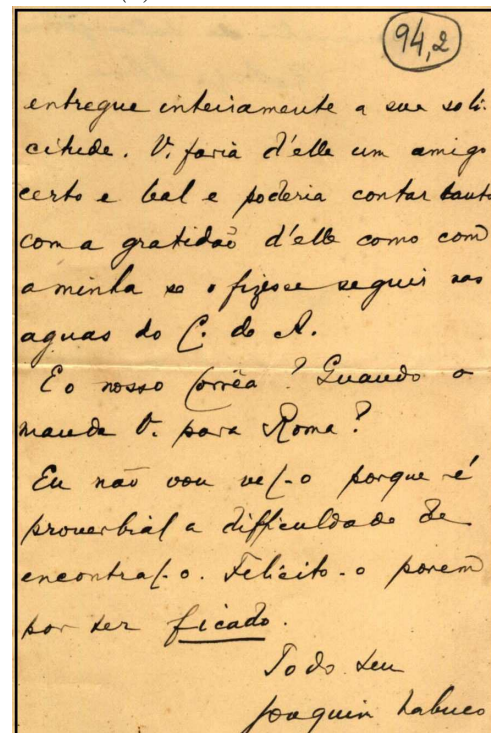 94,2
entregue inteiramente a sua soli-
citude. V. faria d'elle um amigo
certo e leal e poderia contar tanto
com a gratidão d'elle como com
a minha se o fizesse seguir nas
aguas do C. do A.
E o nosso Corrêa? Quando o
manda V. para Roma?
Eu não vou vel-o porque é
proverbial a difficuldade de
encontral-o. Felicito-o porem
por ter ficado.
Todo seu
Joaquim Nabuco